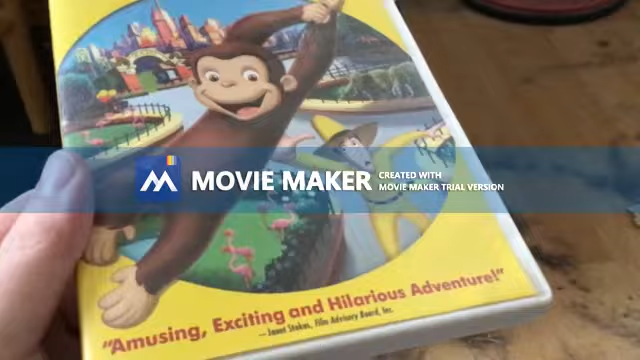 MOVIE MAKER
CREATED WITH
MOVIE MAKER TRIAL VERSION
"Amusing, Exciting and Hilarious Adventure!"
—Janet Stokes, Film Advisory Board, Inc.